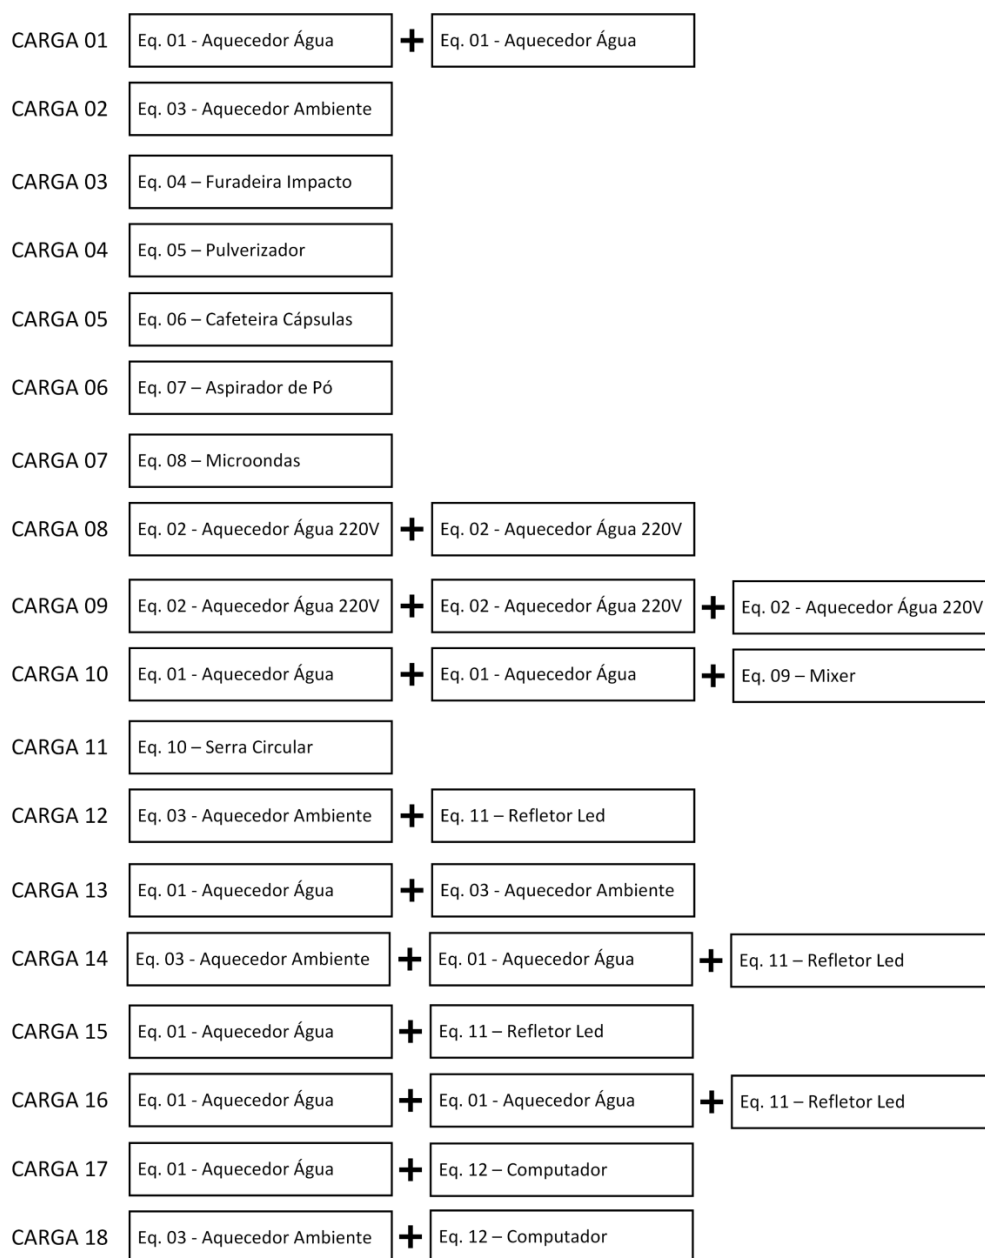 CARGA 01 Eq. 01 - Aquecedor Água + Eq. 01 - Aquecedor Água
CARGA 02 Eq. 03 - Aquecedor Ambiente
CARGA 03 Eq. 04 – Furadeira Impacto
CARGA 04 Eq. 05 – Pulverizador
CARGA 05 Eq. 06 – Cafeteira Cápsulas
CARGA 06 Eq. 07 – Aspirador de Pó
CARGA 07 Eq. 08 – Microondas
CARGA 08 Eq. 02 - Aquecedor Água 220V + Eq. 02 - Aquecedor Água 220V
CARGA 09 Eq. 02 - Aquecedor Água 220V + Eq. 02 - Aquecedor Água 220V + Eq. 02 - Aquecedor Água 220V
CARGA 10 Eq. 01 - Aquecedor Água + Eq. 01 - Aquecedor Água + Eq. 09 – Mixer
CARGA 11 Eq. 10 – Serra Circular
CARGA 12 Eq. 03 - Aquecedor Ambiente + Eq. 11 – Refletor Led
CARGA 13 Eq. 01 - Aquecedor Água + Eq. 03 - Aquecedor Ambiente
CARGA 14 Eq. 03 - Aquecedor Ambiente + Eq. 01 - Aquecedor Água + Eq. 11 – Refletor Led
CARGA 15 Eq. 01 - Aquecedor Água + Eq. 11 – Refletor Led
CARGA 16 Eq. 01 - Aquecedor Água + Eq. 01 - Aquecedor Água + Eq. 11 – Refletor Led
CARGA 17 Eq. 01 - Aquecedor Água + Eq. 12 – Computador
CARGA 18 Eq. 03 - Aquecedor Ambiente + Eq. 12 – Computador